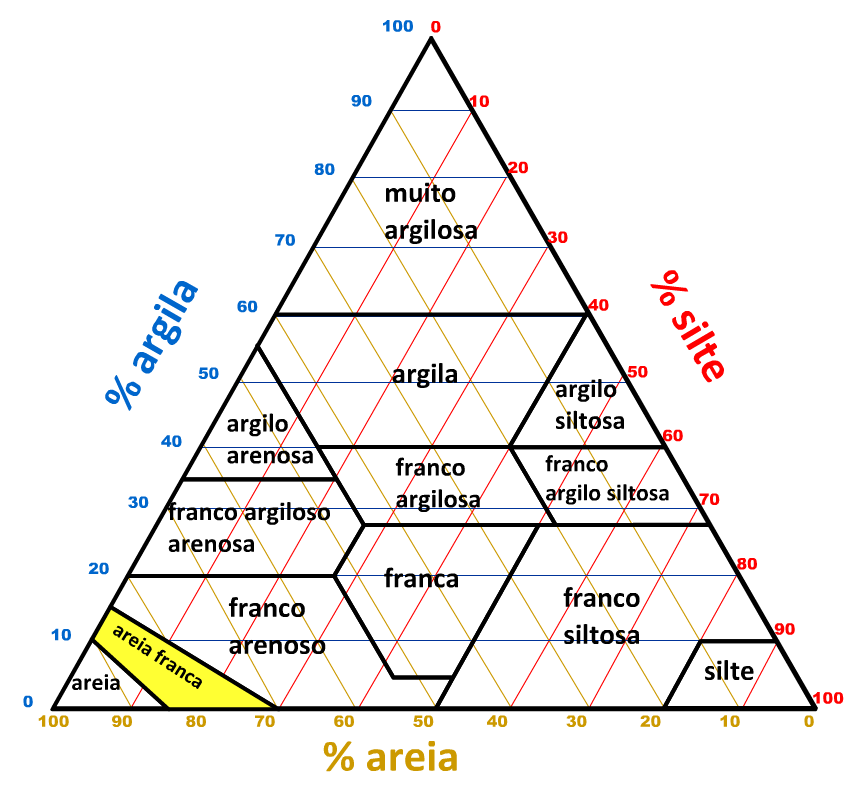 100 0
90 10
80 20
muito
argilosa
70 30
60 40
% argila
% silte
argila
50 50
argilo
siltosa
argilo
arenosa
40 60
franco
argilosa
franco
argilo siltosa
30 70
franco argiloso
arenosa
20 80
franca
franco
siltosa
franco
arenoso
10 90
areia franca
areia
silte
0 100
100 90 80 70 60 50 40 30 20 10 0
% areia